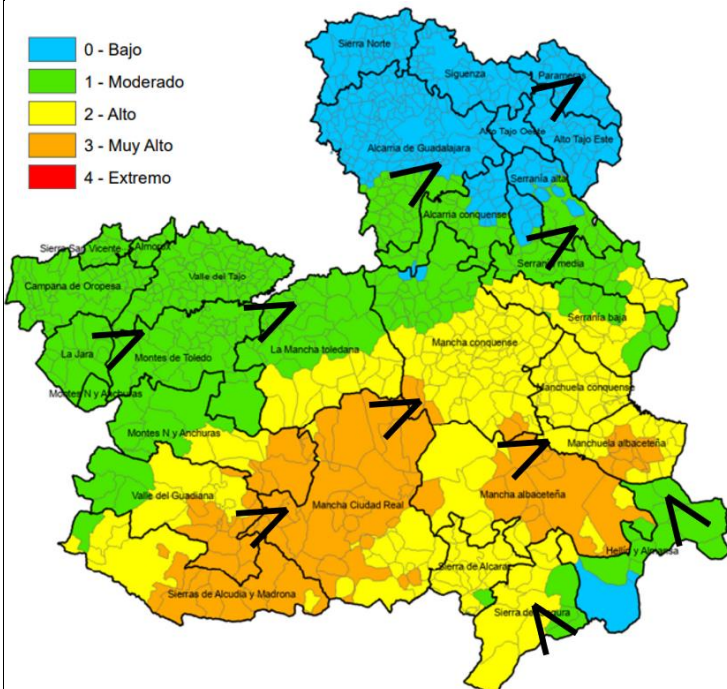 0 - Bajo
1 - Moderado
2 - Alto
3 - Muy Alto
4 - Extremo
Sierra Norte
Siguenza
Parameras
Alto Tajo Oeste
Alto Tajo Este
Alcarria de Guadalajara
Serranía alta
Alcarria conquense
Serranía media
Sierra San Vicente
Almorox
Valle del Tajo
Campana de Oropesa
Serranía baja
La Jara
Montes de Toledo
La Mancha toledana
Mancha conquense
Manchuela conquense
Montes N y Anchuras
Montes N y Anchuras
Manchuela albaceteña
Valle del Guadiana
Mancha Ciudad Real
Mancha albaceteña
Hellín y Almansa
Sierra de Alcaraz
Sierras de Alcudia y Madrona
Sierra de Segura